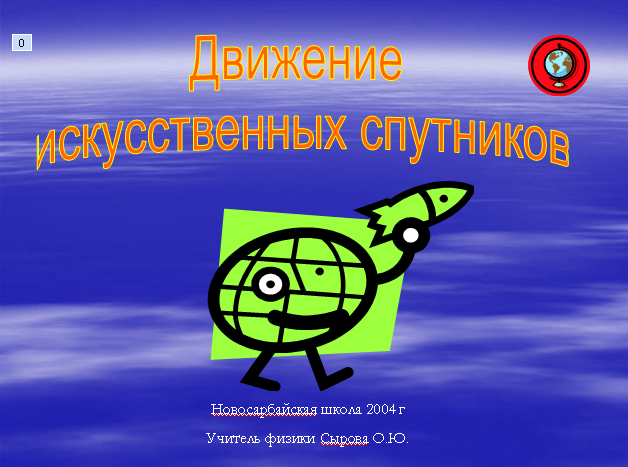 0
Движение
искусственных спутников
Новосарбайская школа 2004 г
Учитель физики Сырова О.Ю.